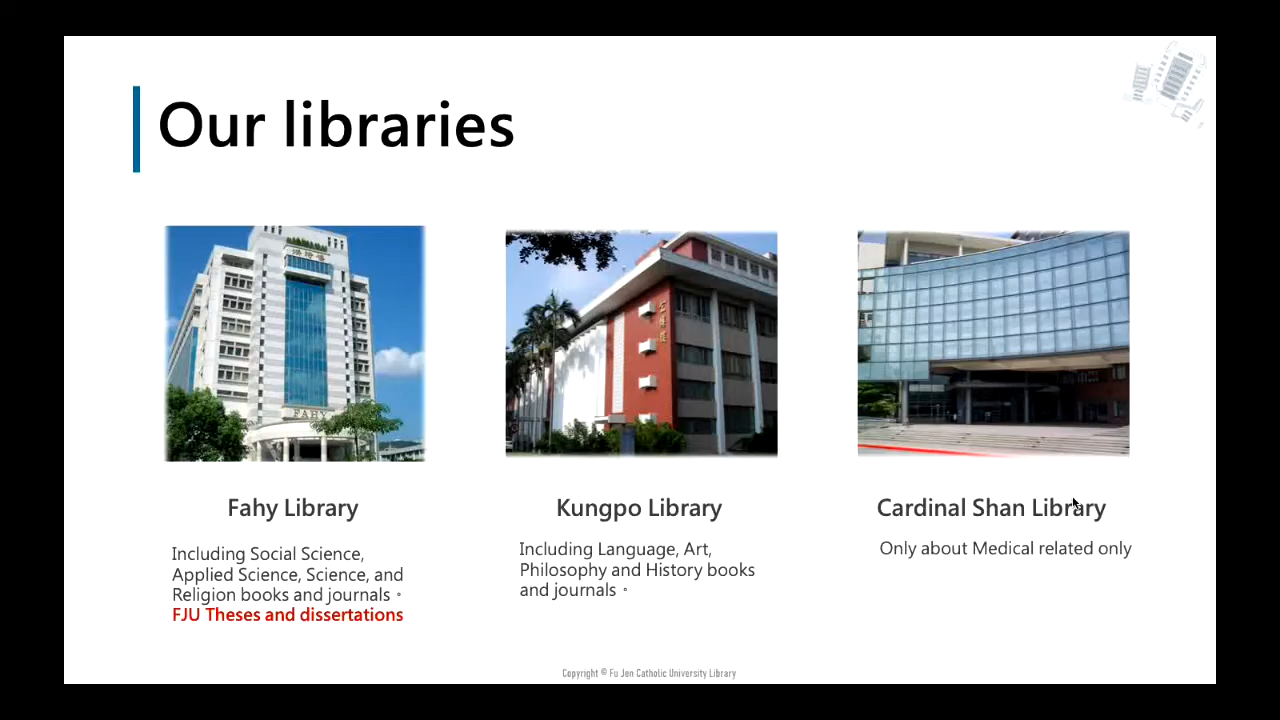 Our libraries
FAHY
Fahy Library
Including Social Science,
Applied Science, Science, and
Religion books and journals。
FJU Theses and dissertations
Kungpo Library
Including Language, Art,
Philosophy and History books
and journals。
Cardinal Shan Library
Only about Medical related only
Copyright © Fu Jen Catholic University Library